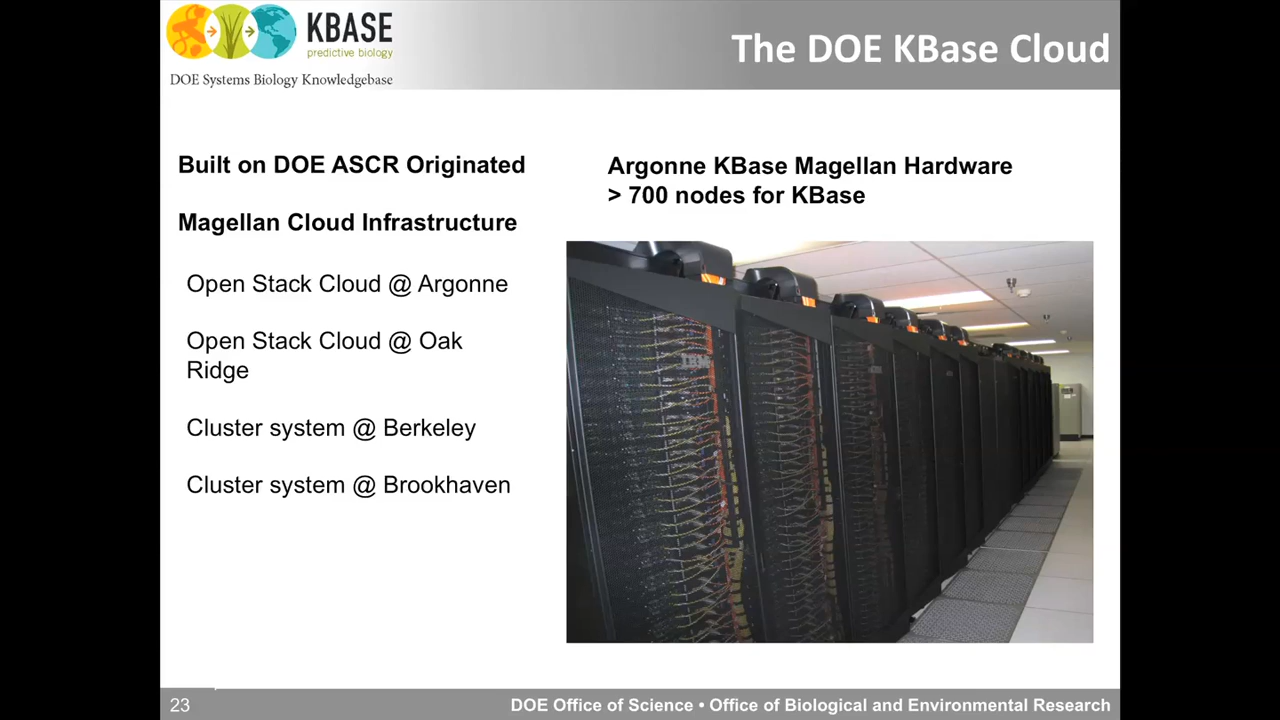 KBASE
predictive biology
DOE Systems Biology Knowledgebase
The DOE KBase Cloud
Built on DOE ASCR Originated
Magellan Cloud Infrastructure
Open Stack Cloud @ Argonne
Open Stack Cloud @ Oak
Ridge
Cluster system @ Berkeley
Cluster system @ Brookhaven
Argonne KBase Magellan Hardware
> 700 nodes for KBase
IBM
23
DOE Office of Science • Office of Biological and Environmental Research